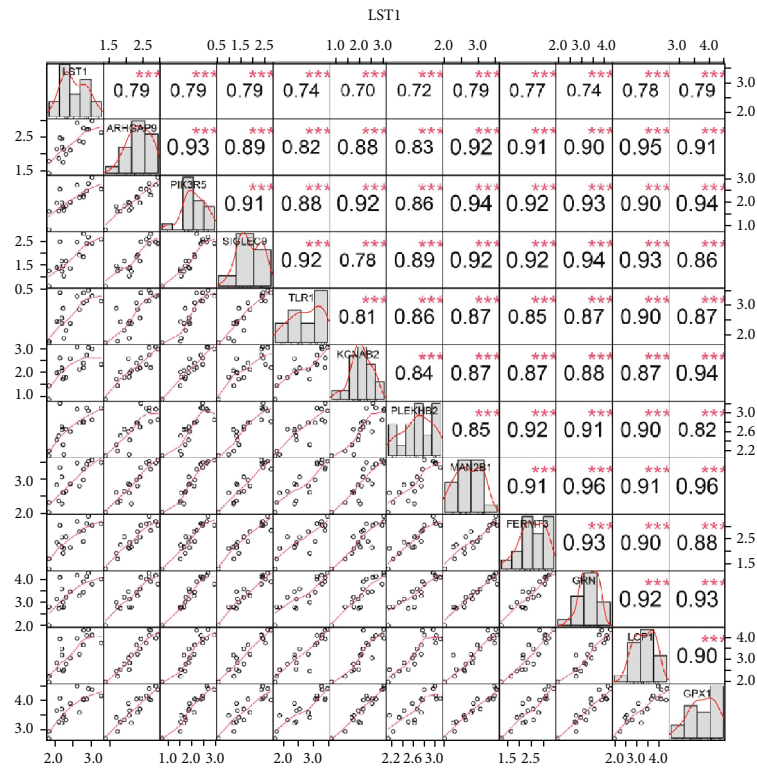 LST1
1.5 2.5 0.5 1.5 2.5 1.0 2.0 3.0 2.0 3.0 2.0 3.0 4.0 3.0 4.0
LST1 *** 0.79 *** 0.79 *** 0.79 *** 0.74 *** 0.70 *** 0.72 *** 0.79 *** 0.77 *** 0.74 *** 0.78 *** 0.79 3.0 2.0
2.5 1.5 ARHGAP9 *** 0.93 *** 0.89 *** 0.82 *** 0.88 *** 0.83 *** 0.92 *** 0.91 *** 0.90 *** 0.95 *** 0.91
PIK3R5 *** 0.91 *** 0.88 *** 0.92 *** 0.86 *** 0.94 *** 0.92 *** 0.93 *** 0.90 *** 0.94 3.0 2.0 1.0
2.5 1.5 0.5 SIGLEC9 *** 0.92 *** 0.78 *** 0.89 *** 0.92 *** 0.92 *** 0.94 *** 0.93 *** 0.86
TLR1 *** 0.81 *** 0.86 *** 0.87 *** 0.85 *** 0.87 *** 0.90 *** 0.87 3.0 2.0
3.0 2.0 1.0 KCNAB2 *** 0.84 *** 0.87 *** 0.87 *** 0.88 *** 0.87 *** 0.94
PLEKHB2 *** 0.85 *** 0.92 *** 0.91 *** 0.90 *** 0.82 3.0 2.6 2.2
3.0 2.0 MAN2B1 *** 0.91 *** 0.96 *** 0.91 *** 0.96
FERMT3 *** 0.93 *** 0.90 *** 0.88 2.5 1.5
4.0 3.0 2.0 GRN *** 0.92 *** 0.93
LCP1 *** 0.90 4.0 3.0 2.0
4.0 3.0 GPX1
2.0 3.0 1.0 2.0 3.0 2.0 3.0 2.2 2.6 3.0 1.5 2.5 2.0 3.0 4.0